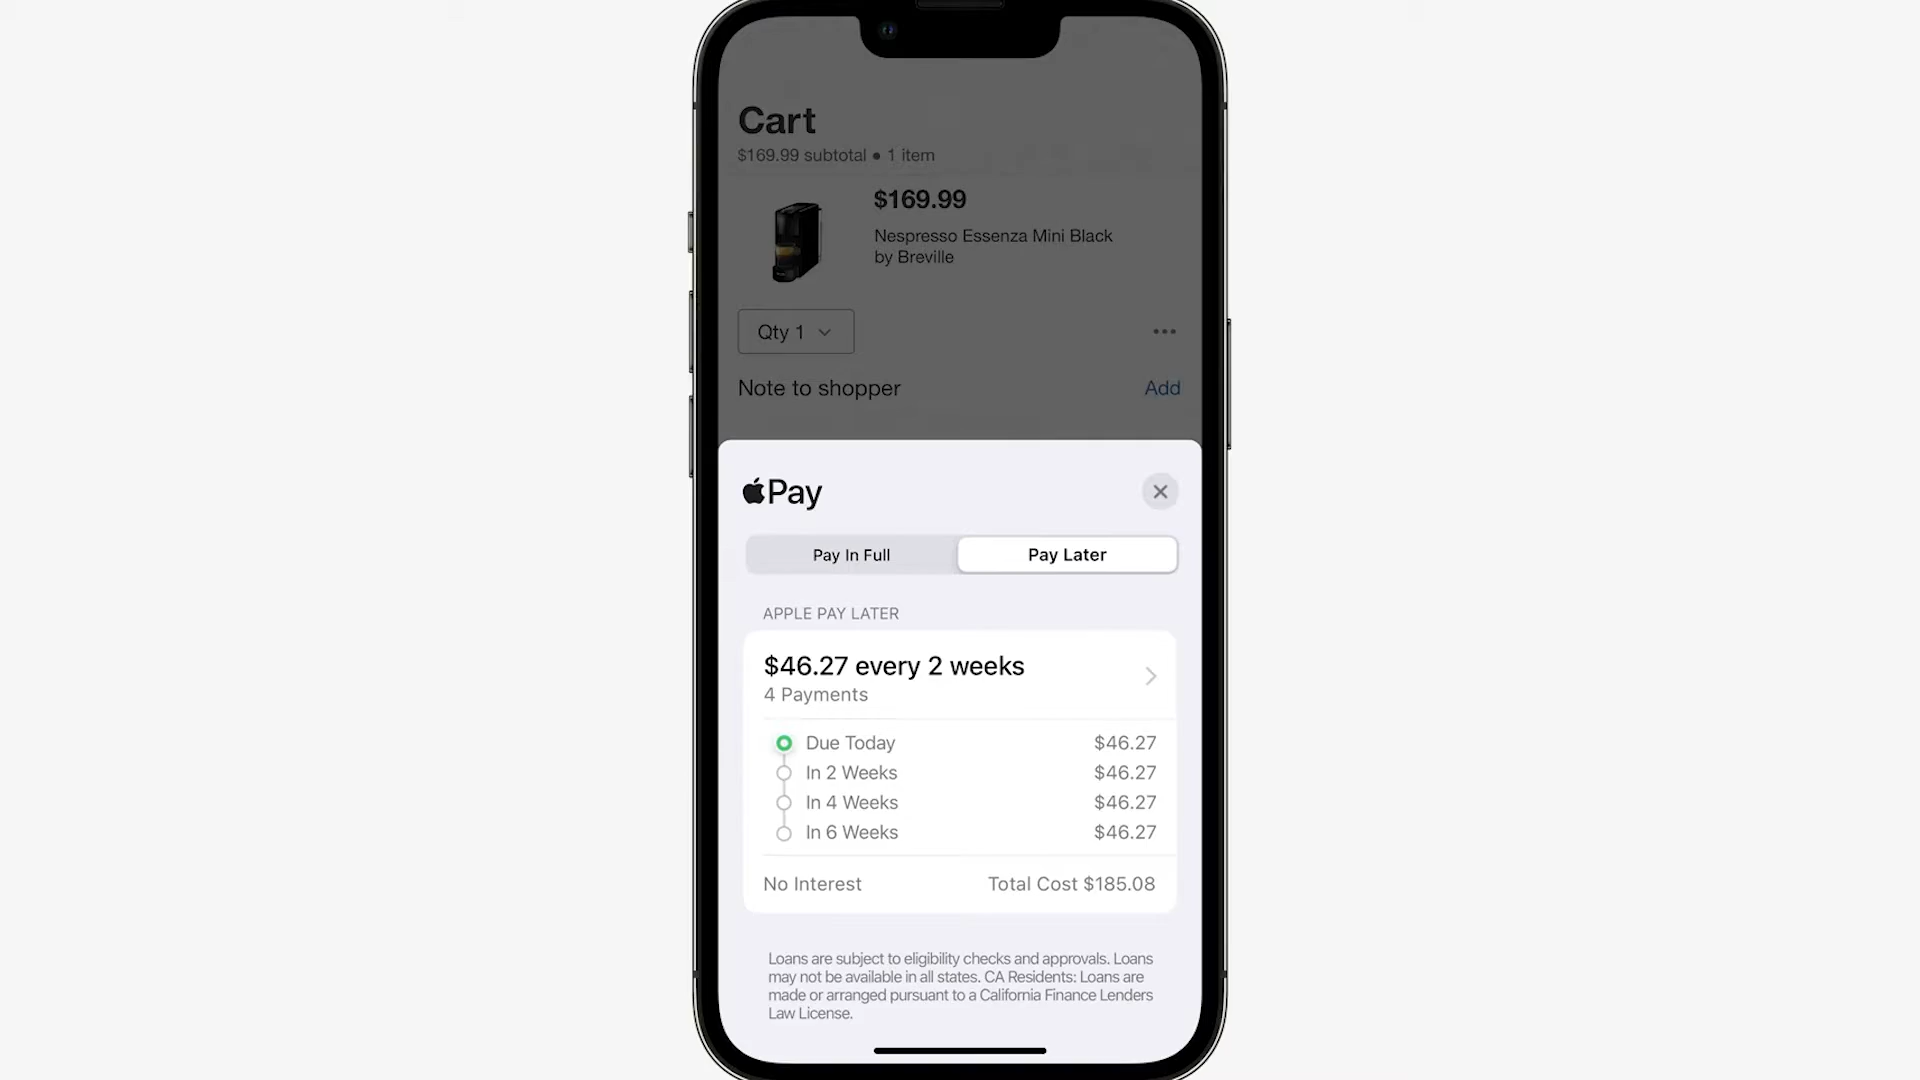 Cart
$169.99 subtotal • 1 item
$169.99
Nespresso Essenza Mini Black
by Breville
Qty 1
Note to shopper
Add
Pay
Pay In Full
Pay Later
APPLE PAY LATER
$46.27 every 2 weeks
4 Payments
Due Today $46.27
In 2 Weeks $46.27
In 4 Weeks $46.27
In 6 Weeks $46.27
No Interest Total Cost $185.08
Loans are subject to eligibility checks and approvals. Loans
may not be available in all states. CA Residents: Loans are
made or arranged pursuant to a California Finance Lenders
Law License.